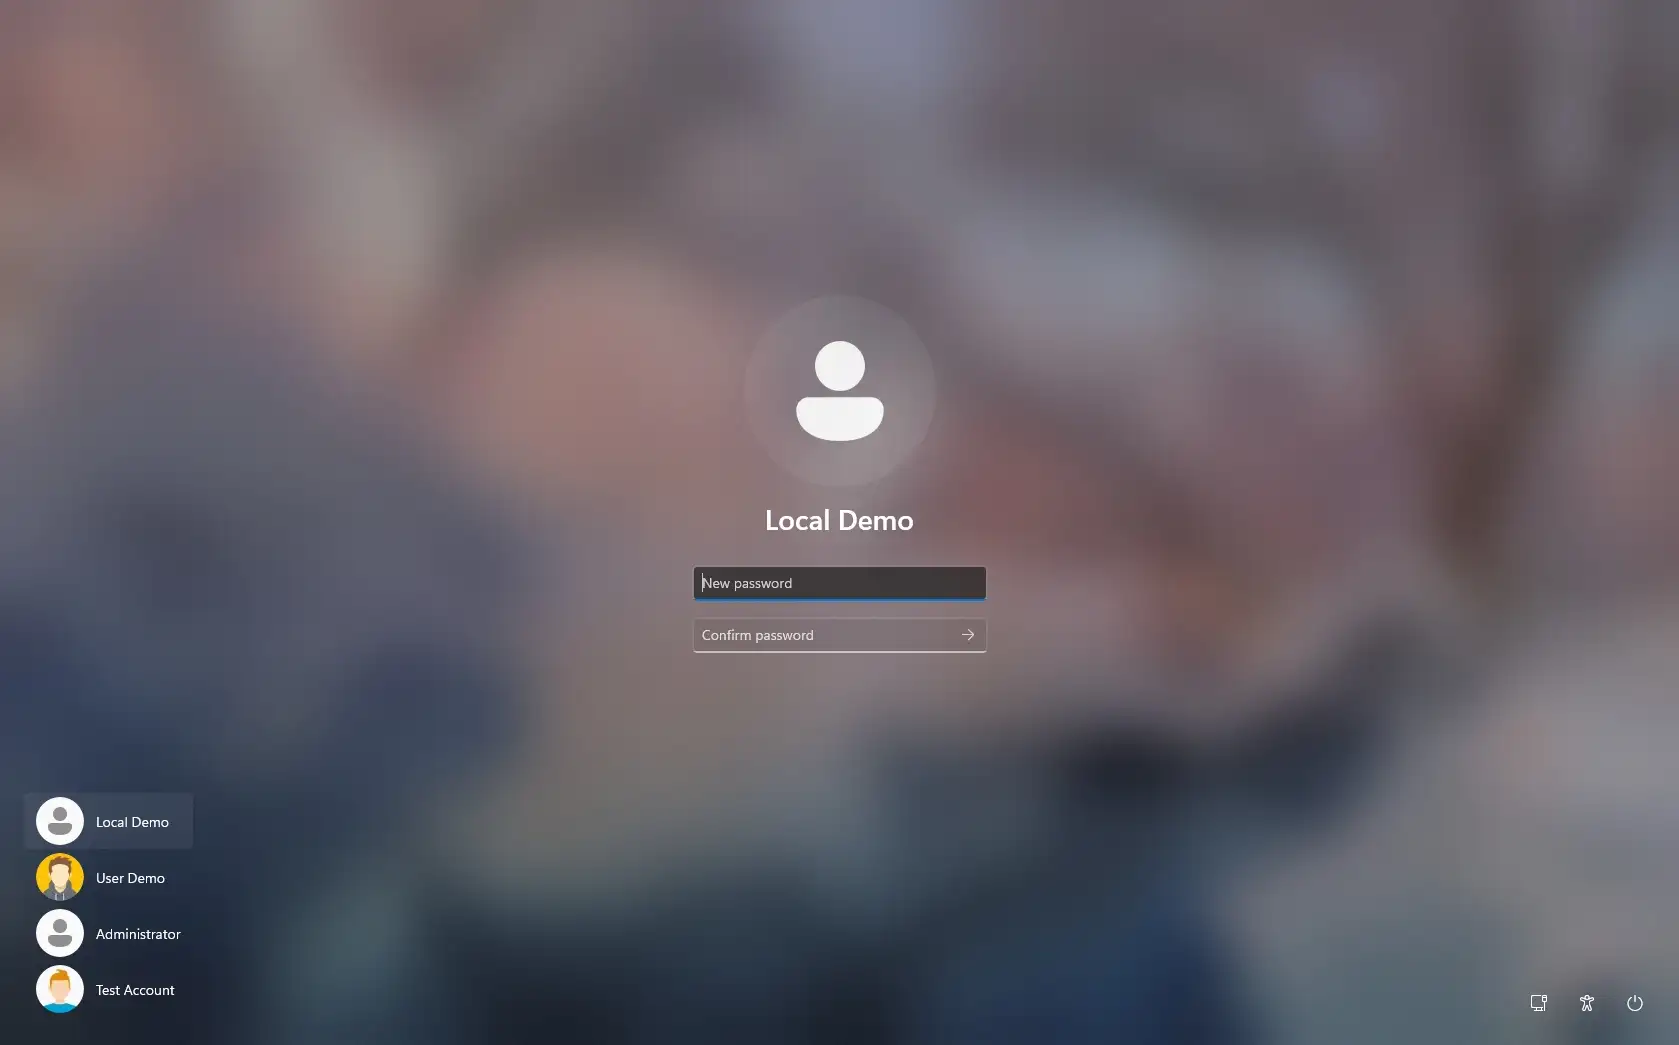 Local Demo
New password
Confirm password
Local Demo
User Demo
Administrator
Test Account